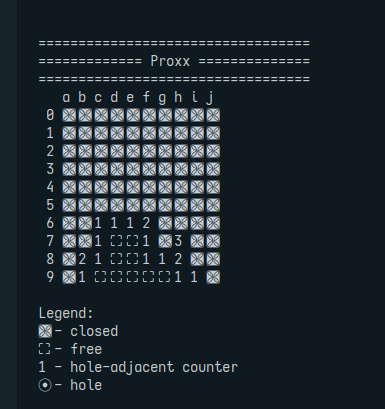 ==================================
============= Proxx ==============
==================================
a b c d e f g h i j
0 ▩▩▩▩▩▩▩▩▩▩
1 ▩▩▩▩▩▩▩▩▩▩
2 ▩▩▩▩▩▩▩▩▩▩
3 ▩▩▩▩▩▩▩▩▩▩
4 ▩▩▩▩▩▩▩▩▩▩
5 ▩▩▩▩▩▩▩▩▩▩
6 ▩▩1 1 1 2 ▩▩▩▩
7 ▩▩1 ⛶⛶1 ▩3 ▩▩
8 ▩2 1 ⛶⛶1 1 2 ▩▩
9 ▩1 ⛶⛶⛶⛶⛶1 1 ▩
Legend:
▩ - closed
⛶ - free
1 - hole-adjacent counter
☉ - hole